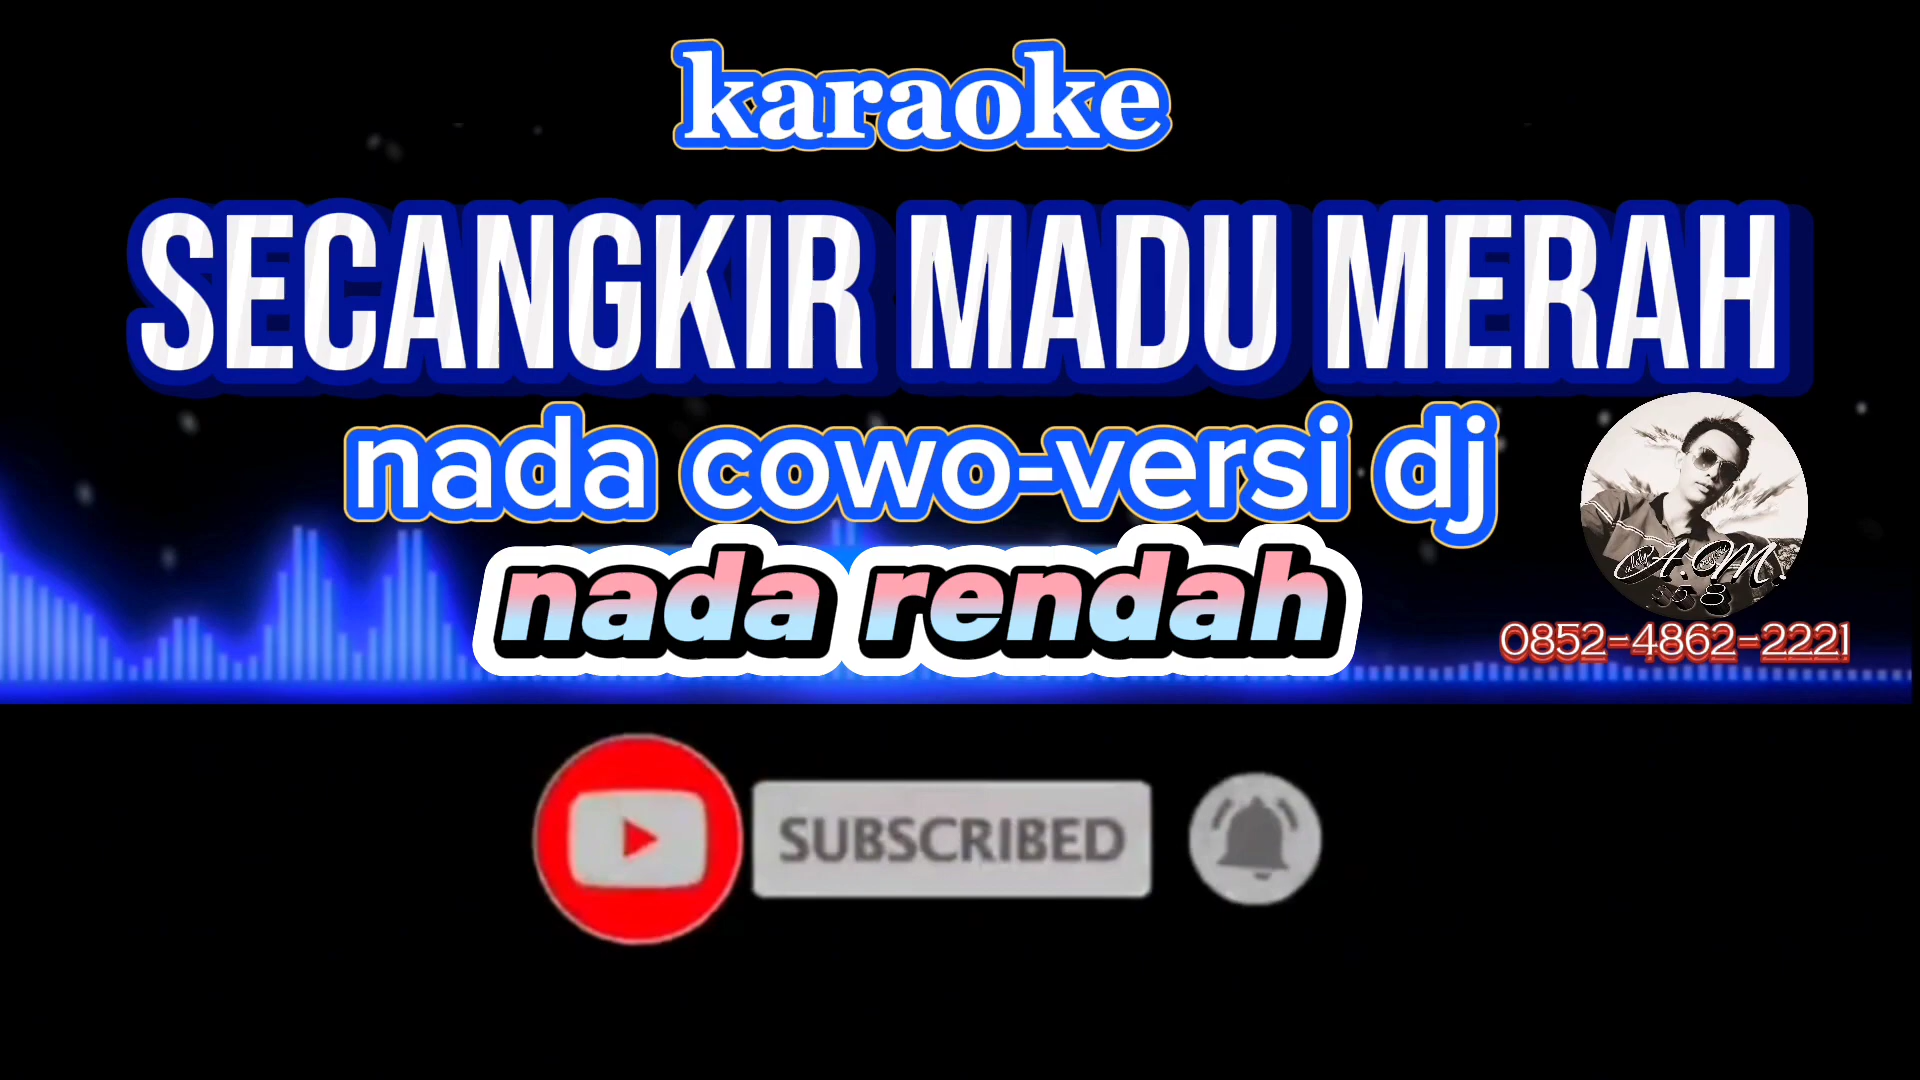 karaoke
SECANGKIR MADU MERAH
nada cowo-versi dj
nada rendah
A.M.
0852-4862-2221
SUBSCRIBED